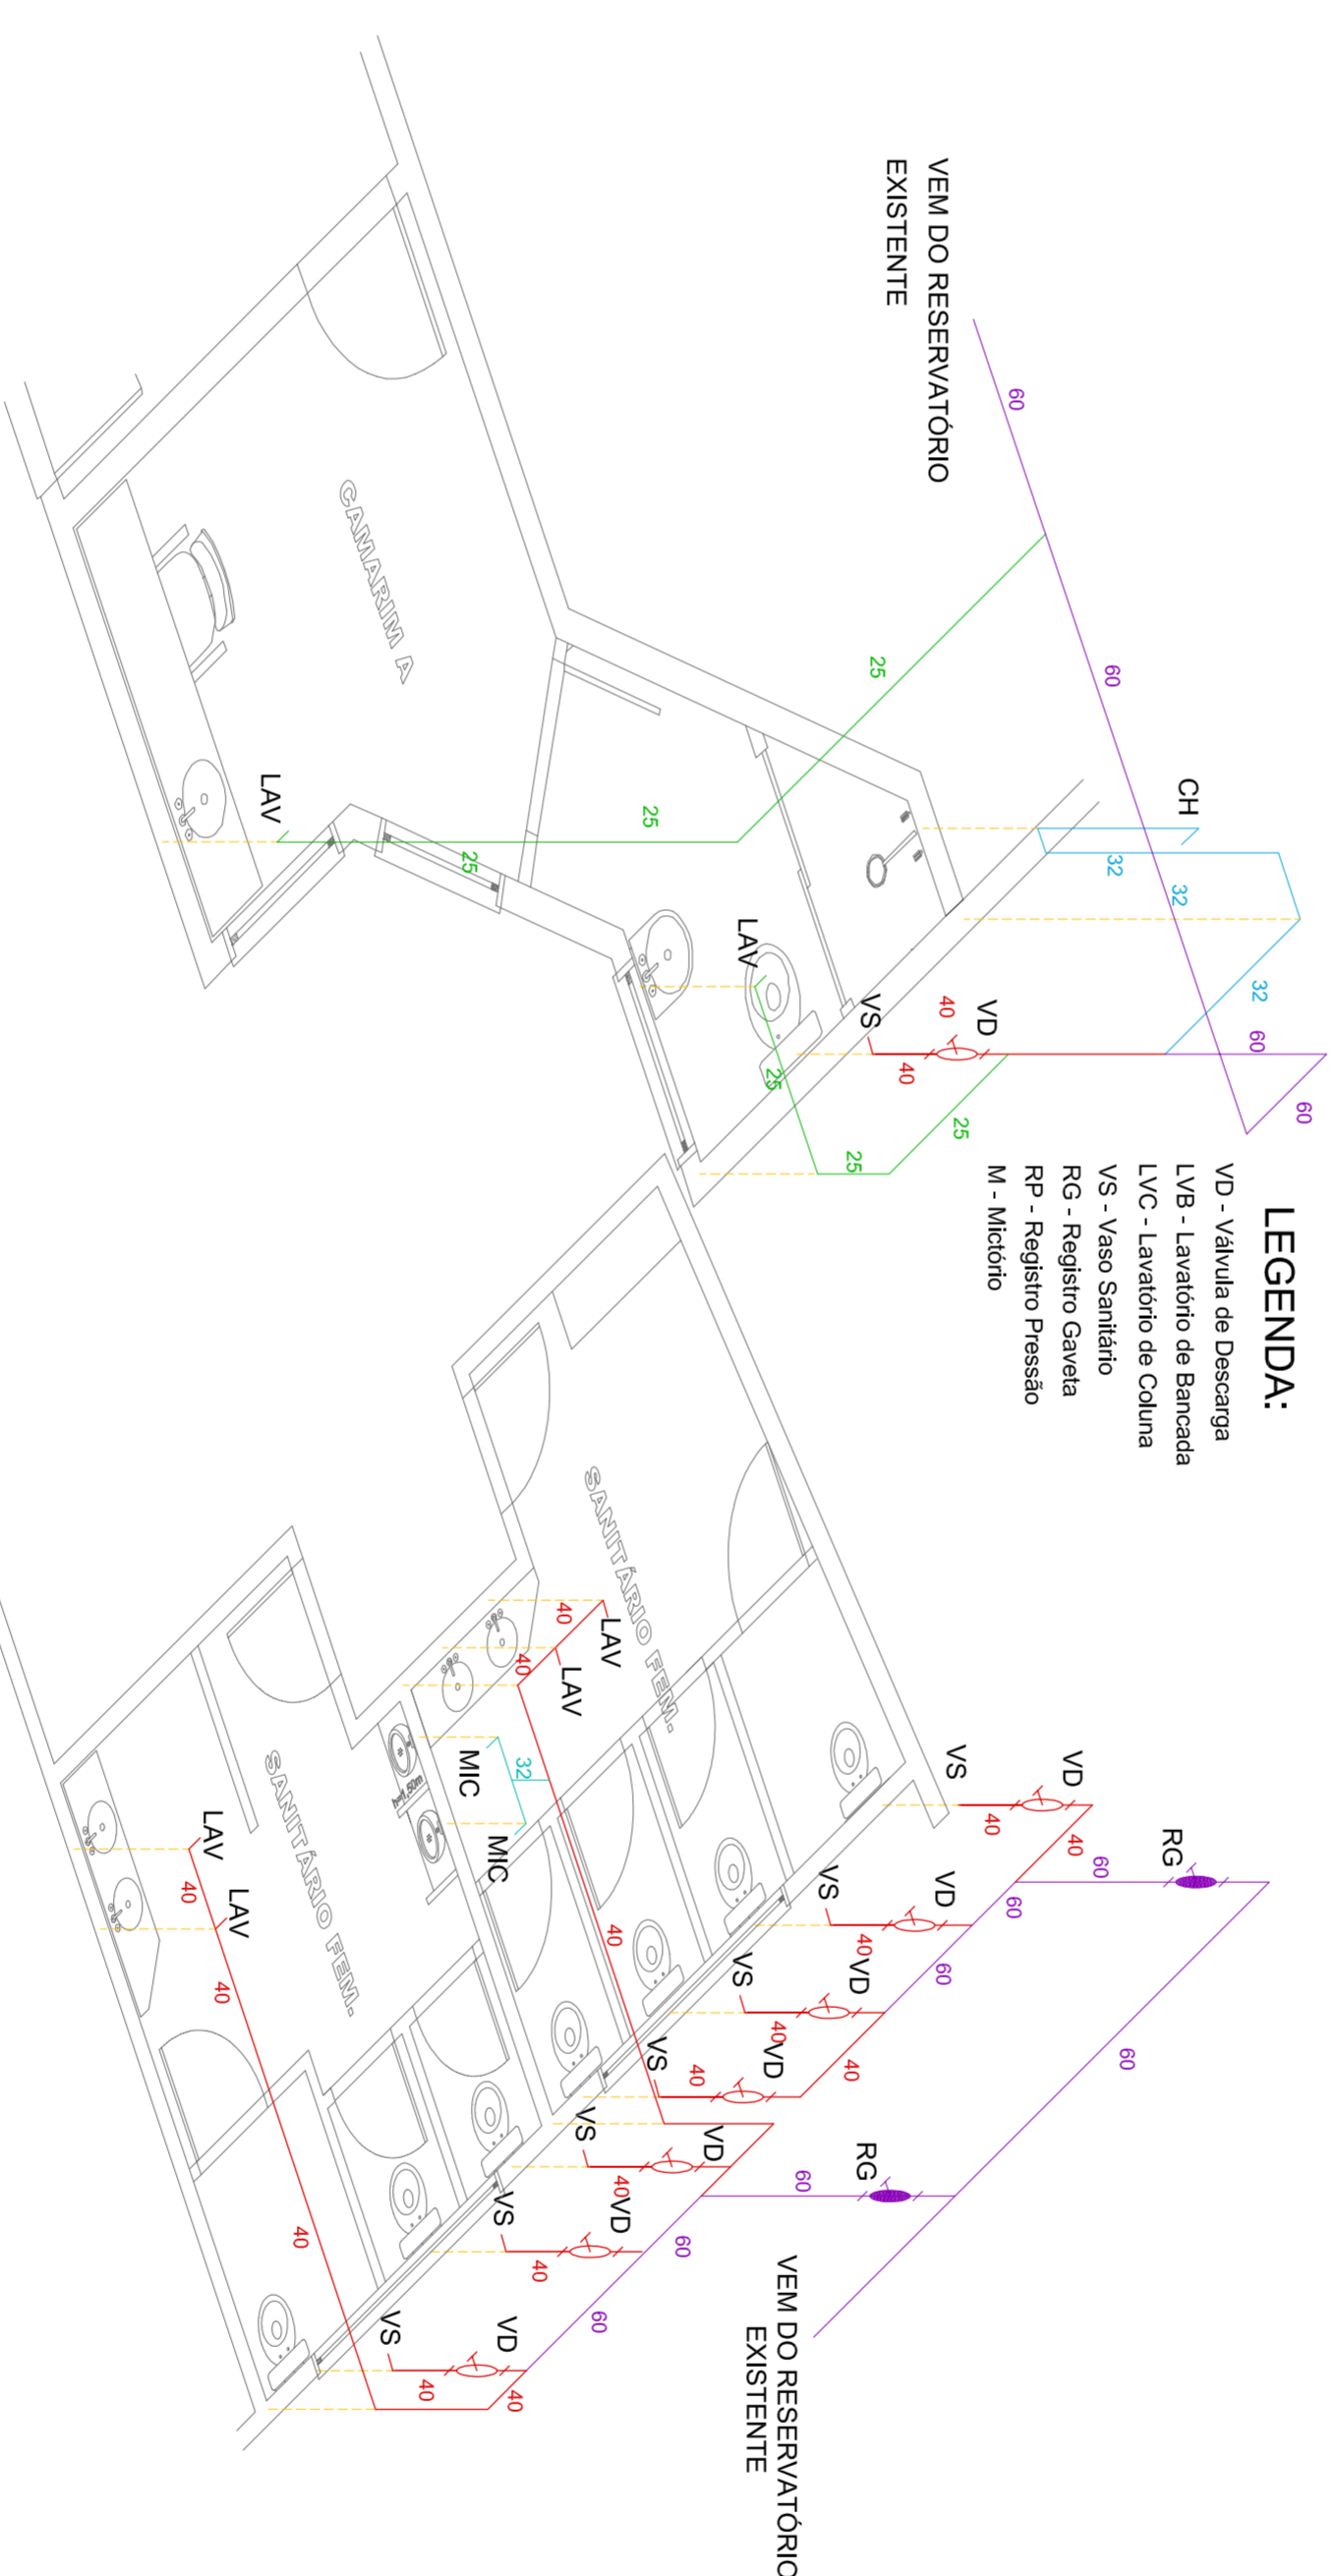 LEGENDA:
VD - Válvula de Descarga
LVB - Lavatório de Bancada
LVC - Lavatório de Coluna
VS - Vaso Sanitário
RG - Registro Gaveta
RP - Registro Pressão
M - Mictório
VEM DO RESERVATÓRIO
EXISTENTE
60
60
60
60
CH
32
32
32
VD
40
VS
40
25
25
25
LAV
25
25
25
LAV
CAMARIM A
SANITÁRIO FEM.
RG
60
60
60
60
VD
40
VS
40
VD
VS
40
VD
VS
40
40
VD
VS
40
LAV
40
LAV
40
40
32
MIC
MIC
h=1,50m
RG
60
60
60
VD
VS
40
VD
VS
40
VD
VS
40
40
SANITÁRIO FEM.
LAV
40
LAV
40
40
VEM DO RESERVATÓRIO
EXISTENTE